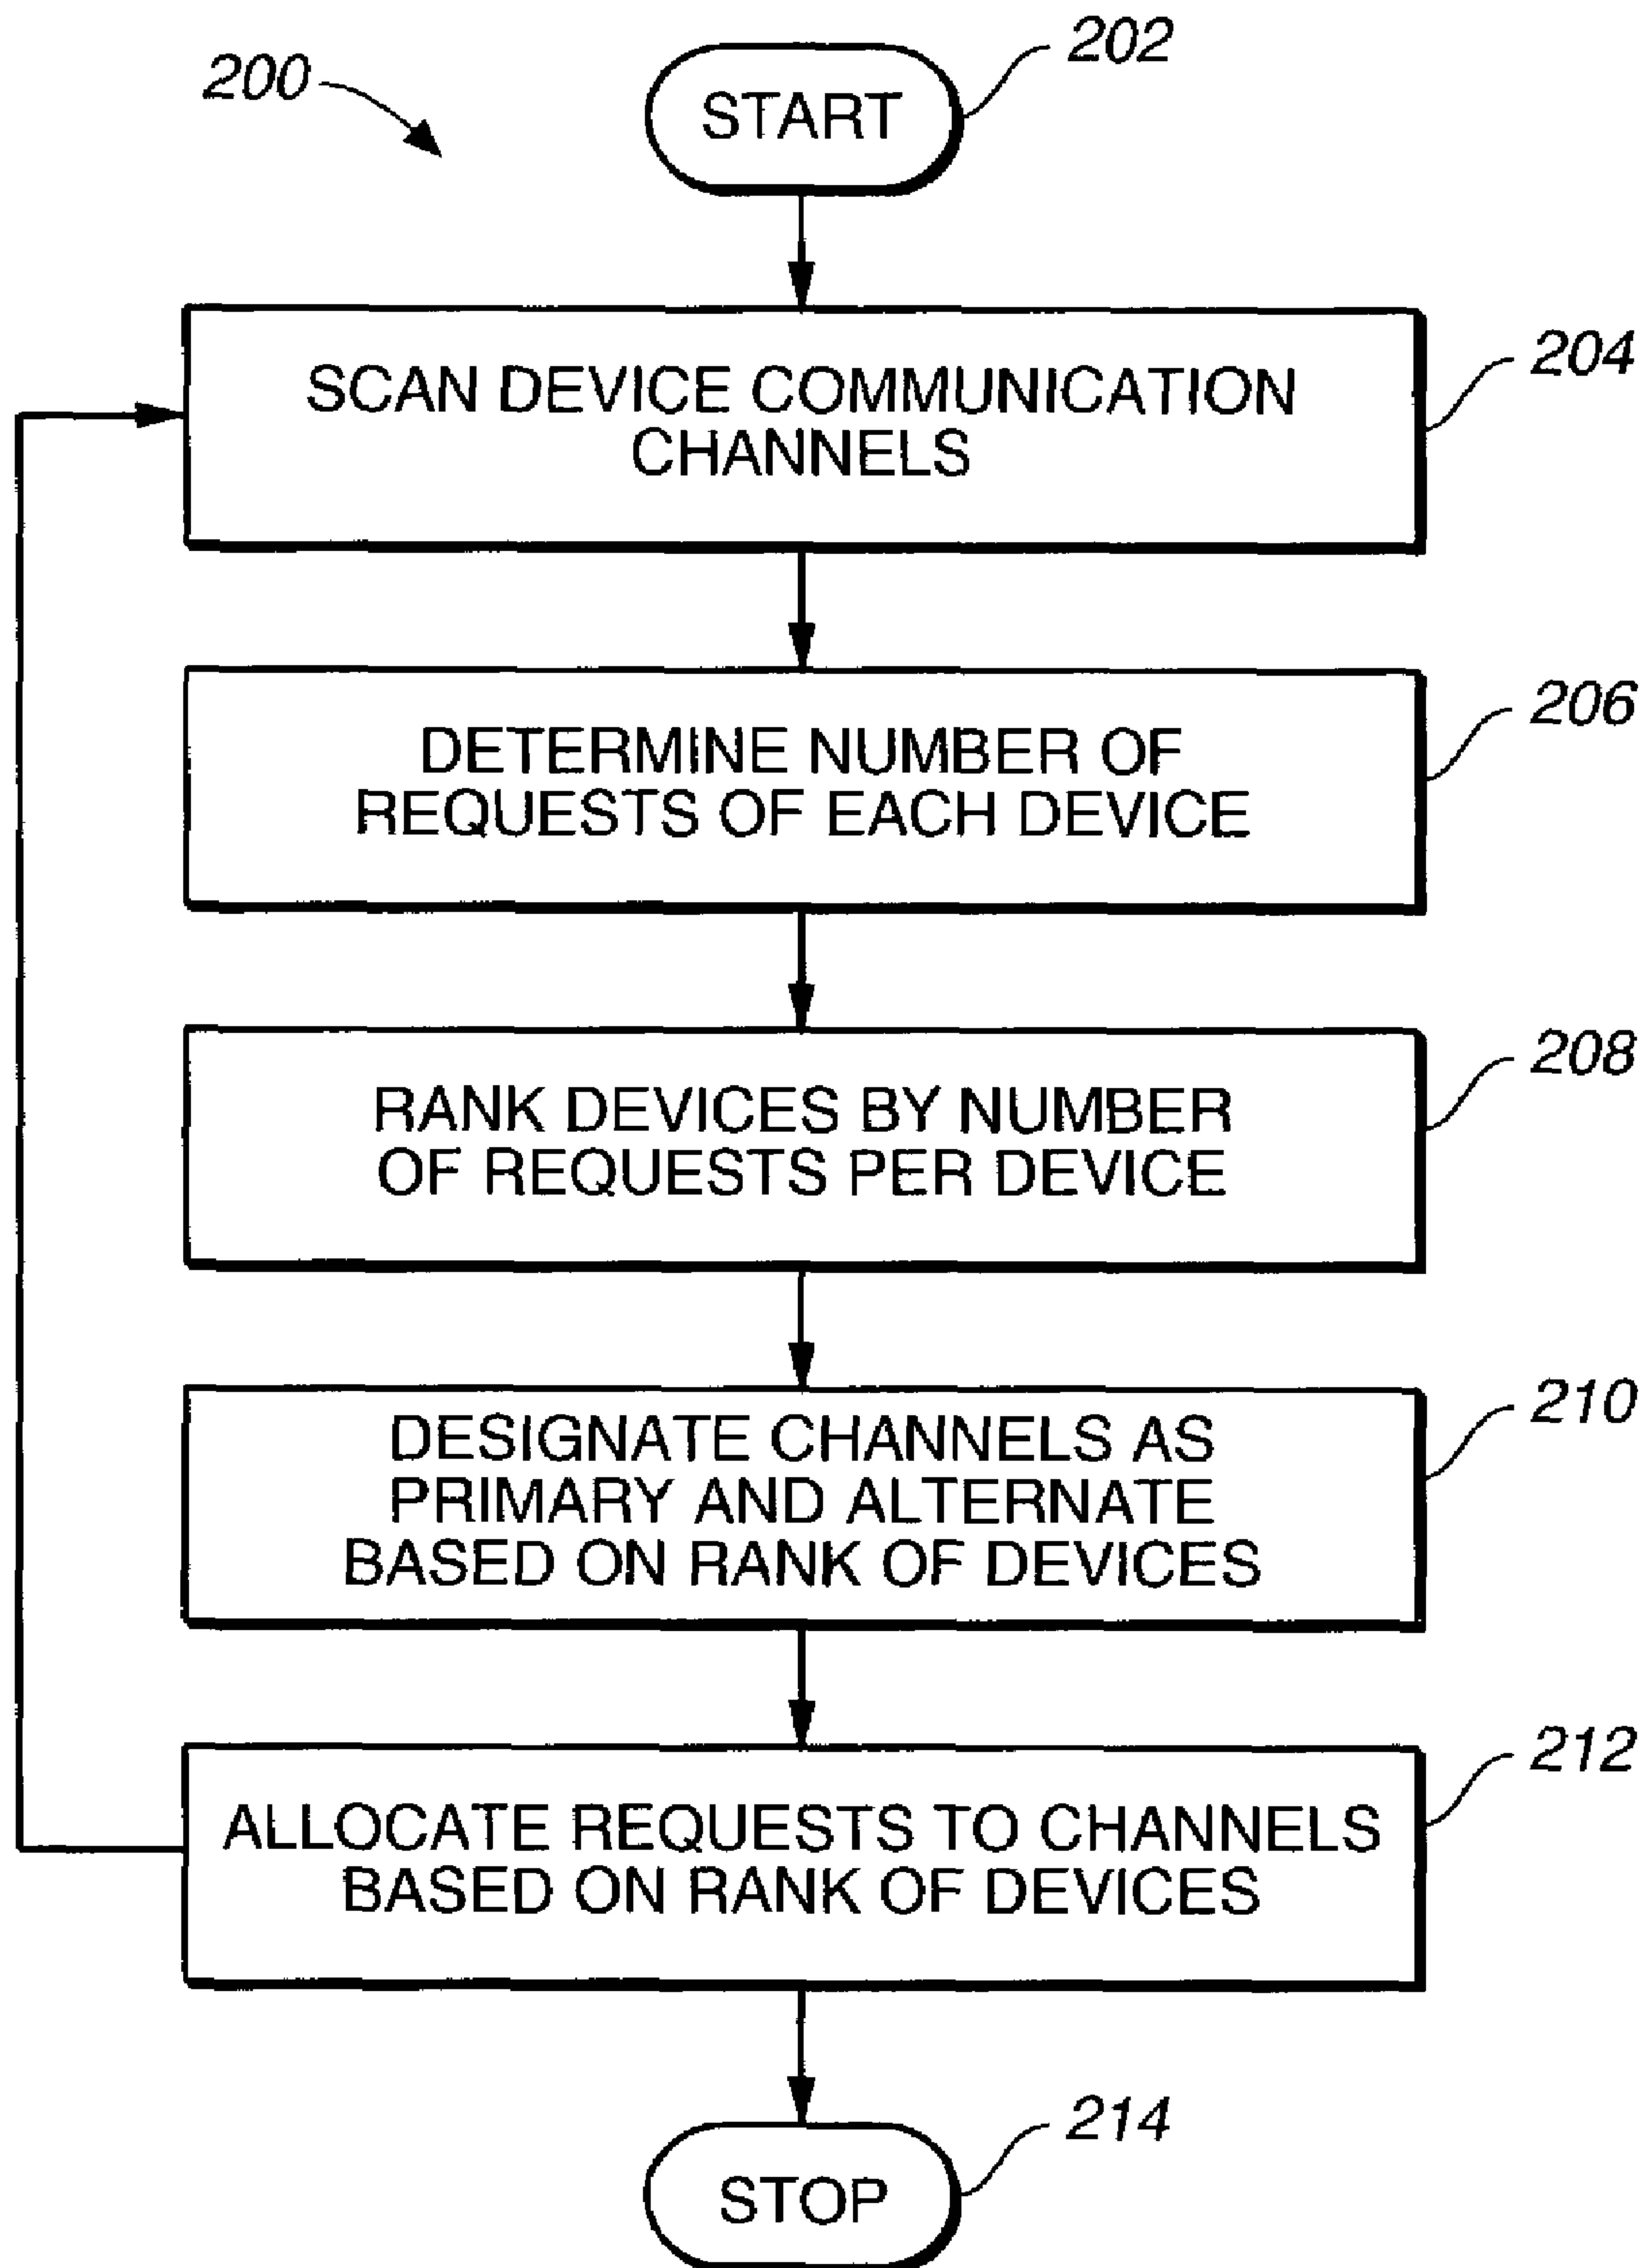 200
202
START
204
SCAN DEVICE COMMUNICATION
CHANNELS
206
DETERMINE NUMBER OF
REQUESTS OF EACH DEVICE
208
RANK DEVICES BY NUMBER
OF REQUESTS PER DEVICE
210
DESIGNATE CHANNELS AS
PRIMARY AND ALTERNATE
BASED ON RANK OF DEVICES
212
ALLOCATE REQUESTS TO CHANNELS
BASED ON RANK OF DEVICES
214
STOP